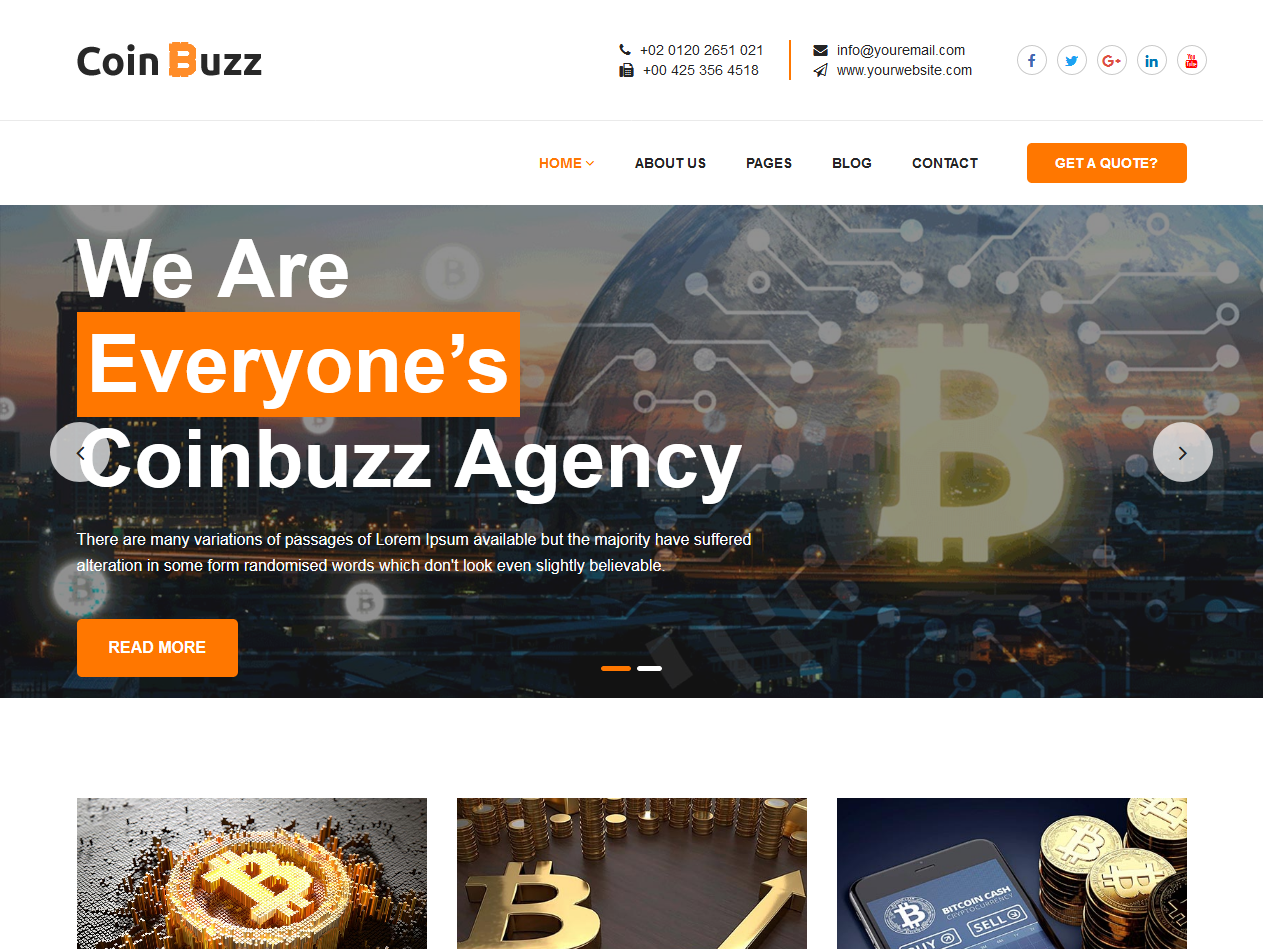 Coin Buzz
+02 0120 2651 021
+00 425 356 4518
info@youremail.com
www.yourwebsite.com
HOME
ABOUT US
PAGES
BLOG
CONTACT
GET A QUOTE?
We Are
Everyone’s
Coinbuzz Agency
There are many variations of passages of Lorem Ipsum available but the majority have suffered
alteration in some form randomised words which don't look even slightly believable.
READ MORE
BITCOIN CASH
CRYPTOCURRENCY
BUY
SELL